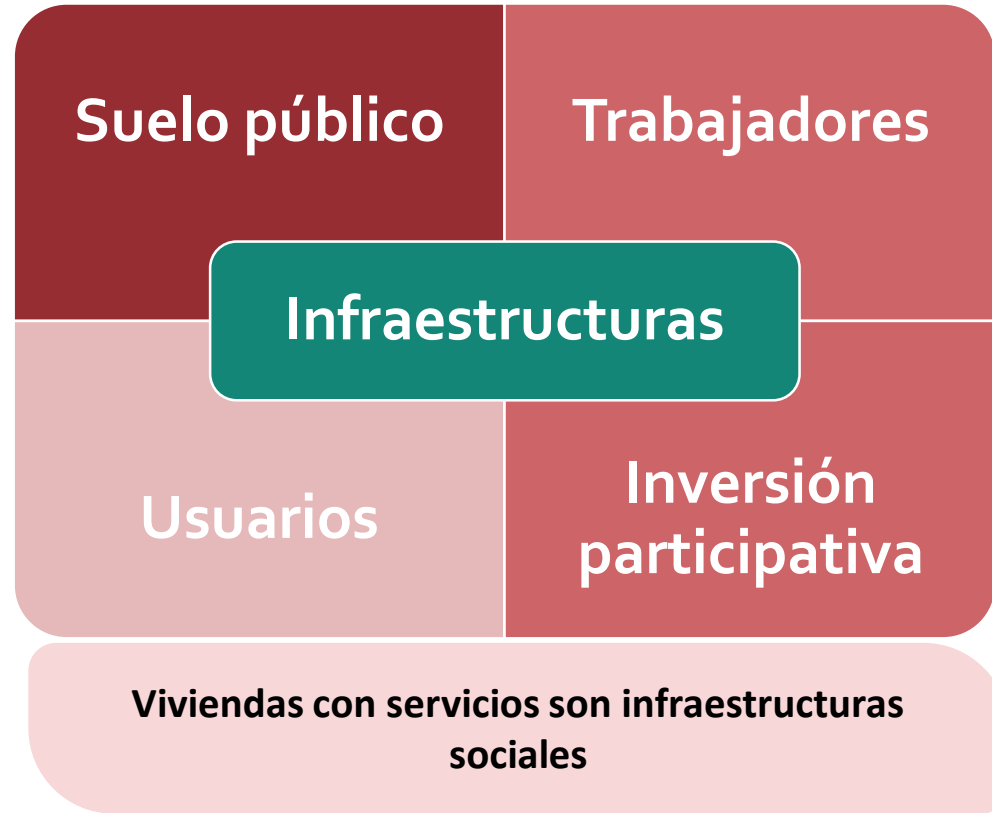 Suelo público
Trabajadores
Infraestructuras
Usuarios
Inversión
participativa
Viviendas con servicios son infraestructuras
sociales